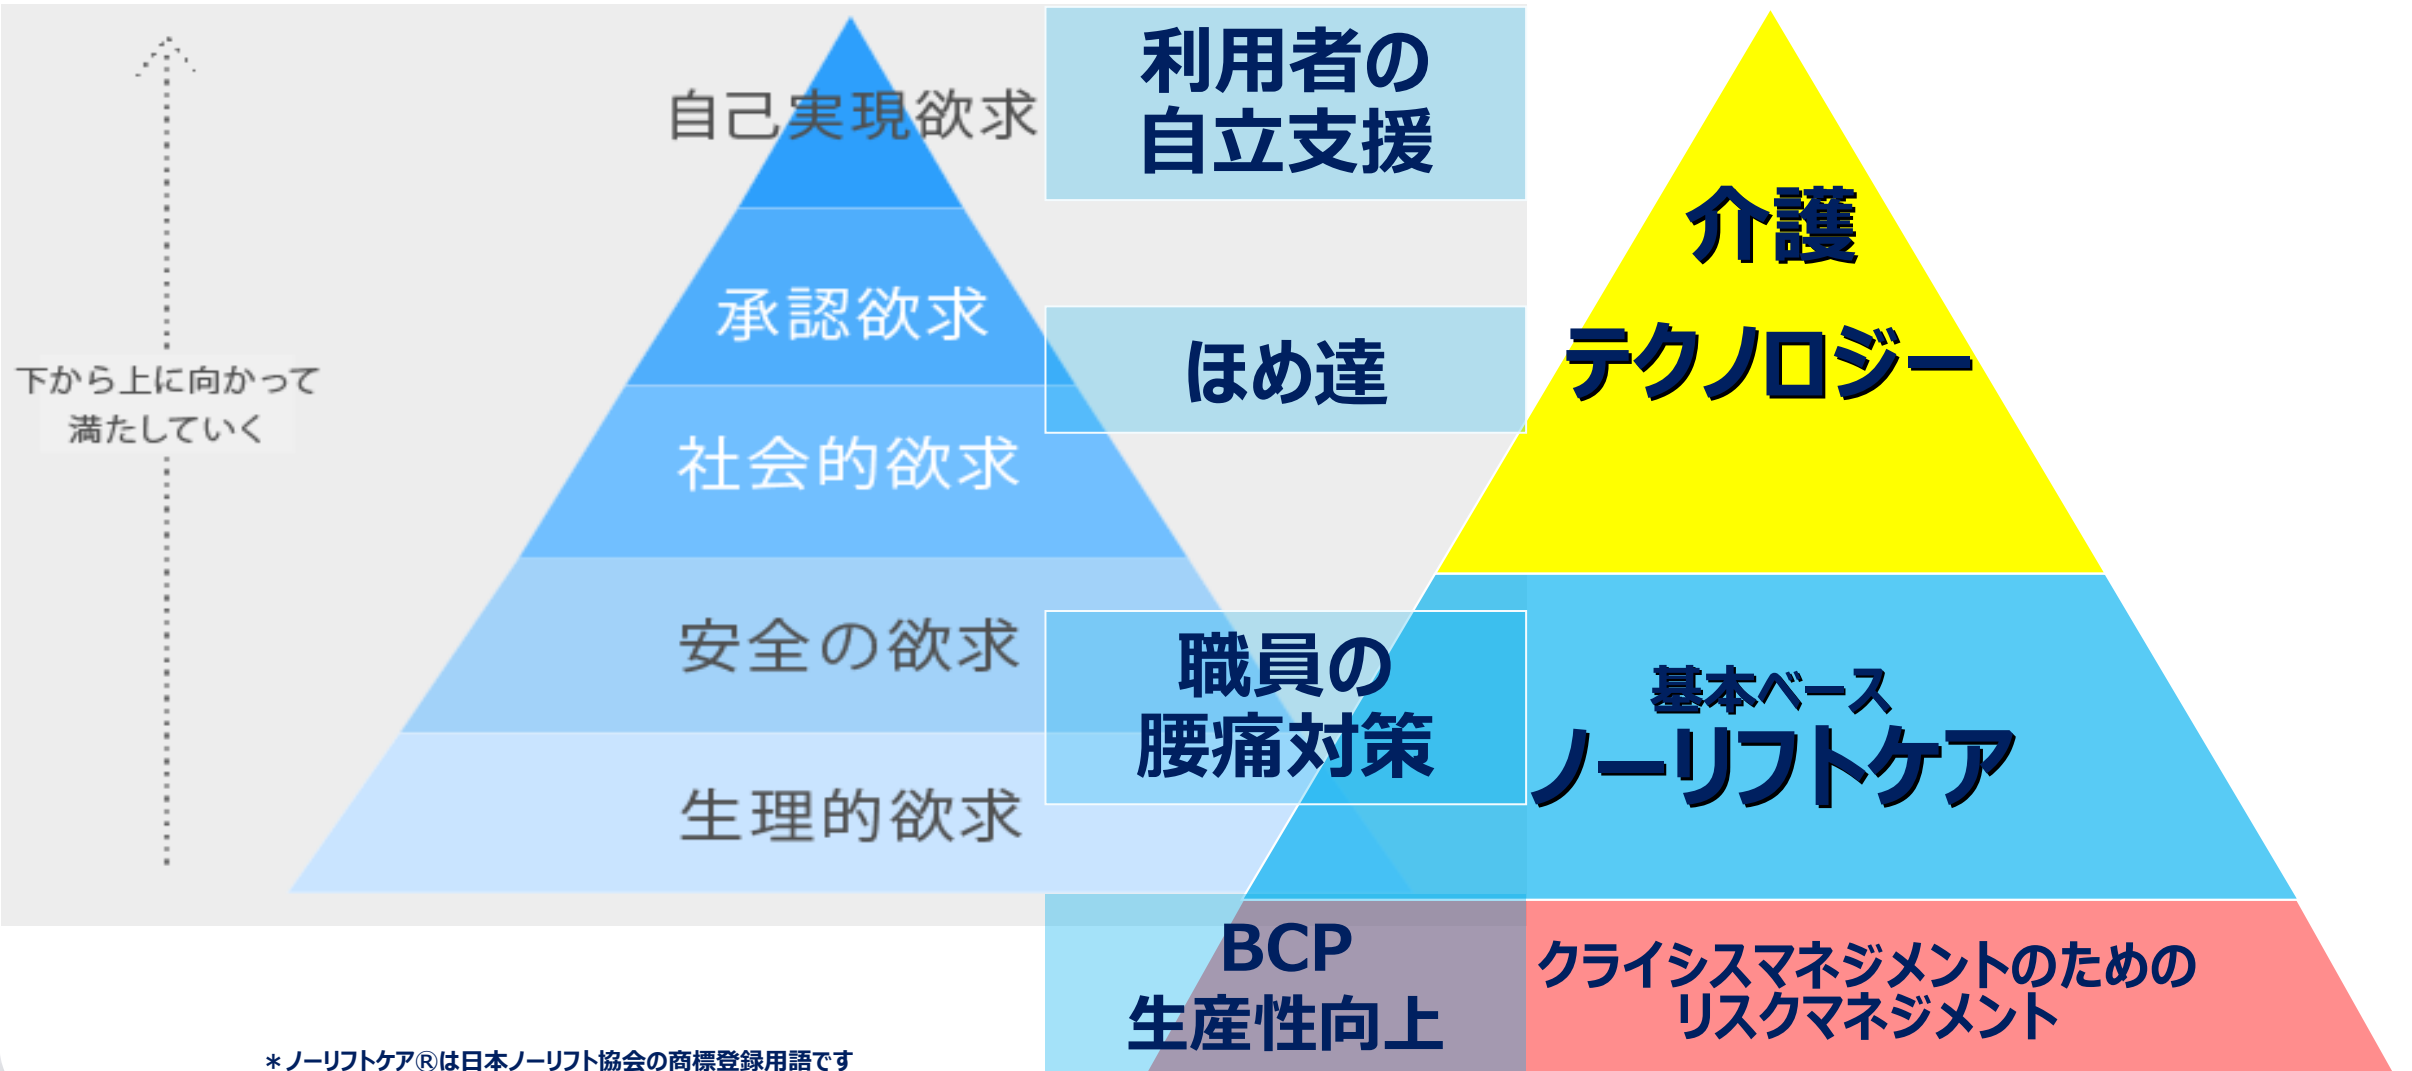 下から上に向かって
満たしていく
自己実現欲求
承認欲求
社会的欲求
安全の欲求
生理的欲求
利用者の
自立支援
ほめ達
職員の
腰痛対策
BCP
生産性向上
介護
テクノロジー
基本ベース
ノーリフトケア
クライシスマネジメントのための
リスクマネジメント
＊ノーリフトケア®は日本ノーリフト協会の商標登録用語です